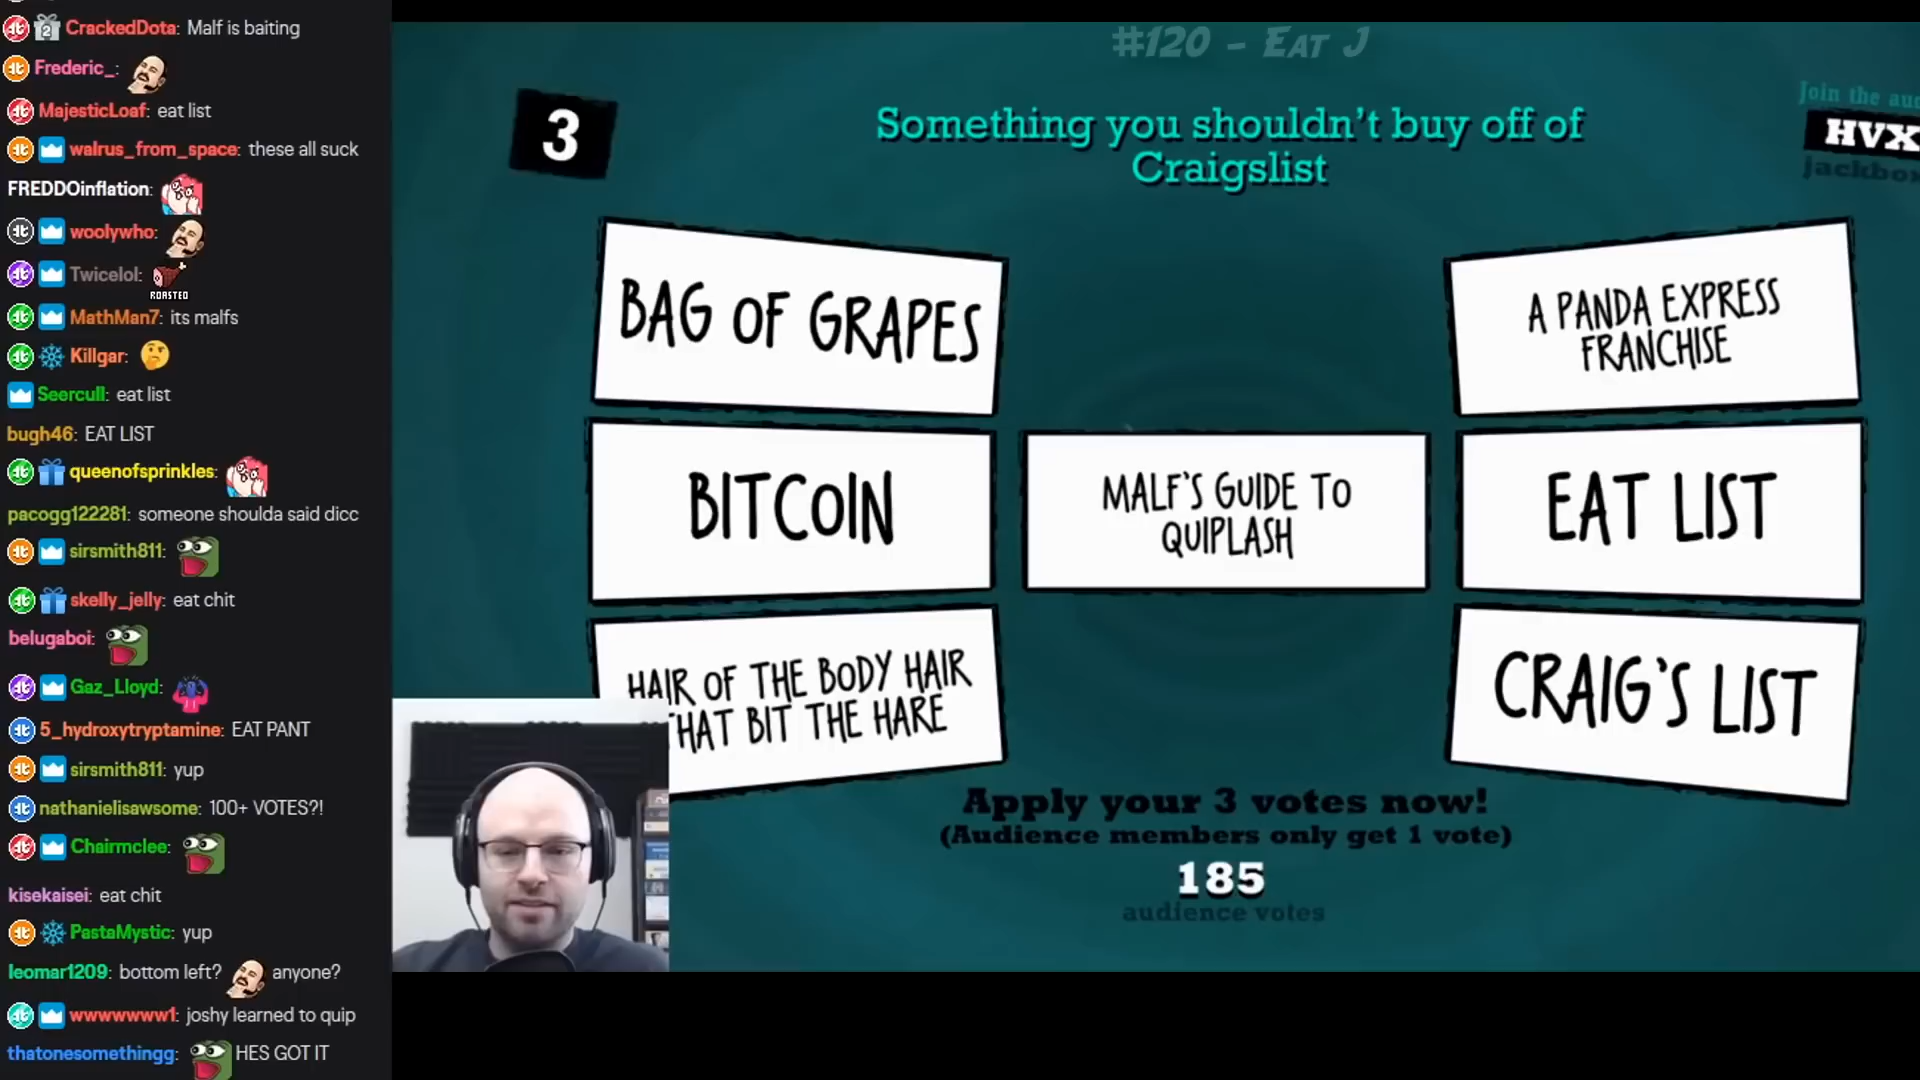 CrackedDota: Malf is baiting
Frederic_:
MajesticLoaf: eat list
walrus_from_space: these all suck
FREDDOinflation:
woolywho:
Twicelol:
ROASTED
MathMan7: its malfs
Killgar:
Seercull: eat list
bugh46: EAT LIST
queenofsprinkles:
pacogg122281: someone shoulda said dicc
sirsmith811:
skelly_jelly: eat chit
belugaboi:
Gaz_Lloyd:
5_hydroxytryptamine: EAT PANT
sirsmith811: yup
nathanielisawsome: 100+ VOTES?!
Chairmclee:
kisekaisei: eat chit
PastaMystic: yup
leomar1209: bottom left? anyone?
wwwwwww1: joshy learned to quip
thatonesomethingg: HES GOT IT
#120 - EAT J
3
Something you shouldn't buy off of
Craigslist
Join the
HVX
BAG OF GRAPES
BITCOIN
HAIR OF THE BODY HAIR
THAT BIT THE HARE
MALF'S GUIDE TO
QUIPLASH
A PANDA EXPRESS
FRANCHISE
EAT LIST
CRAIG'S LIST
Apply your 3 votes now!
(Audience members only get 1 vote)
185
audience votes